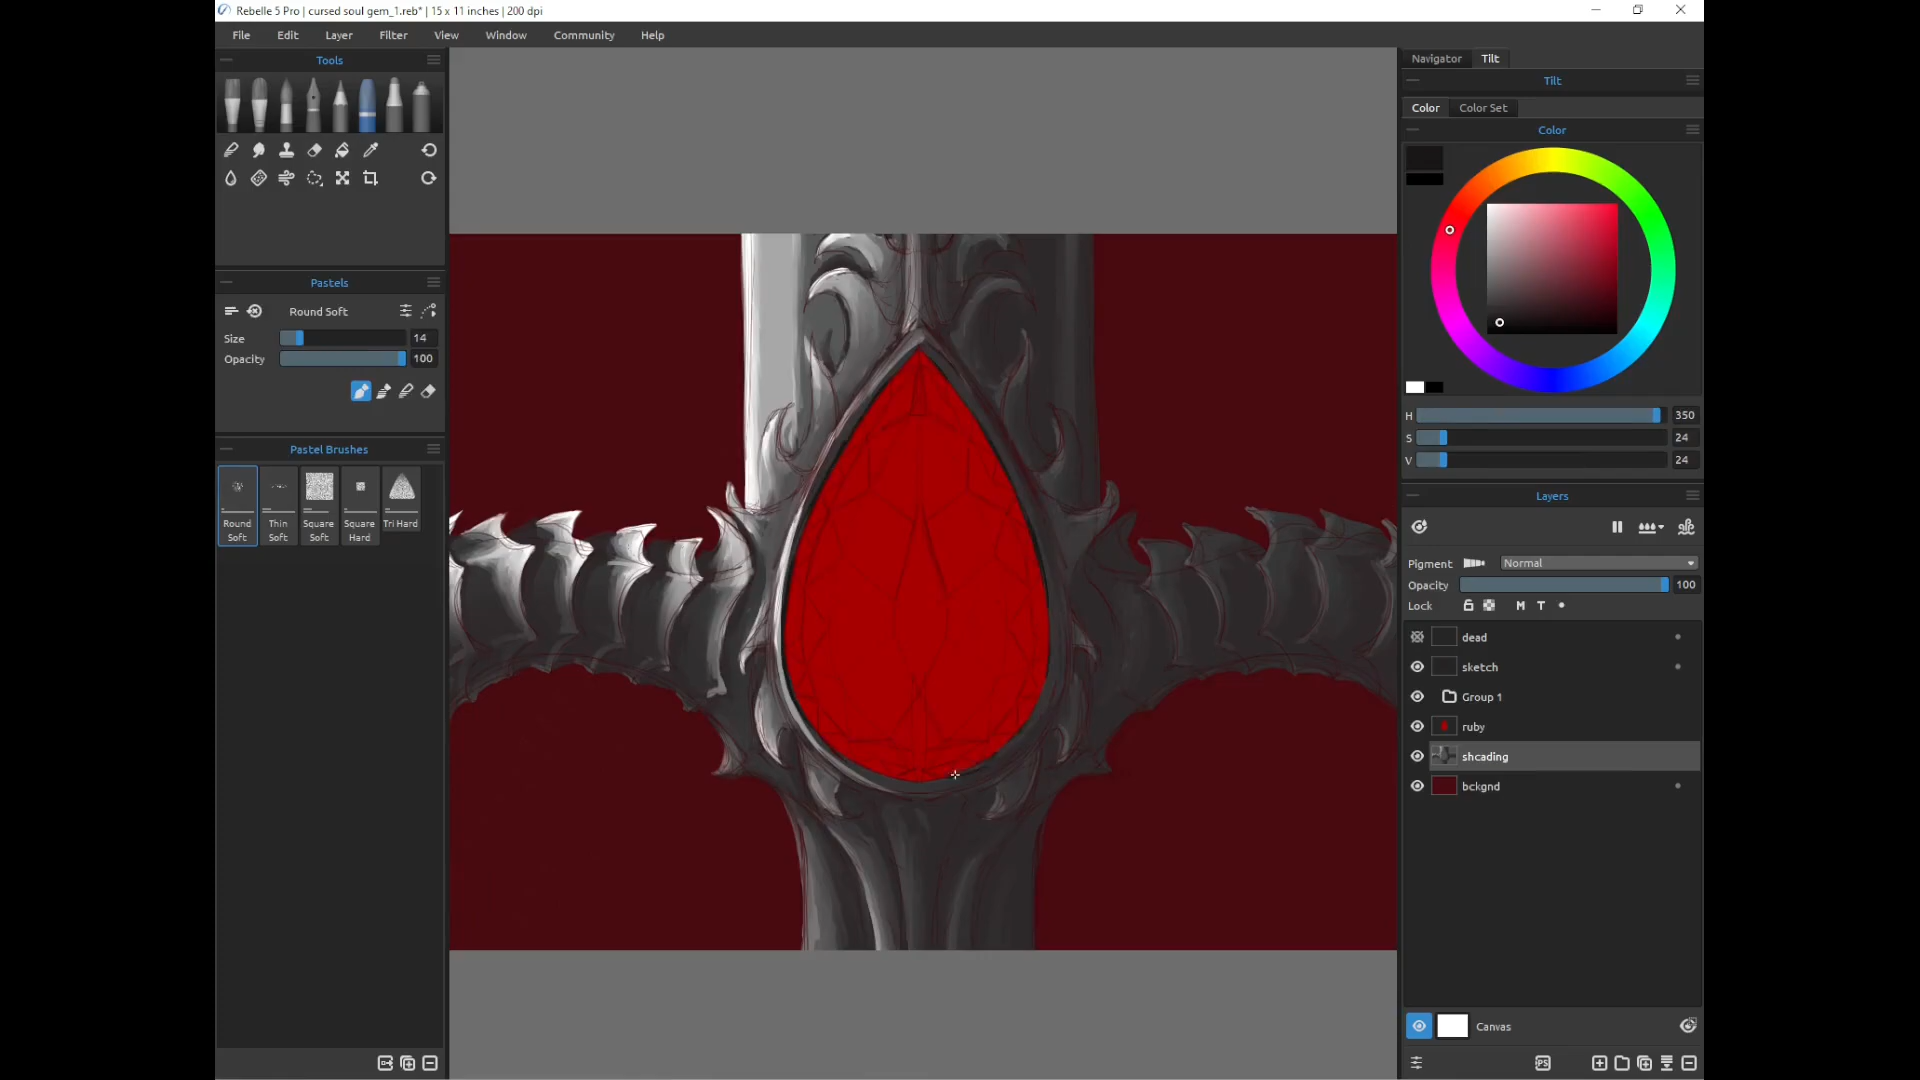 Rebelle 5 Pro | cursed soul gem_1.reb* | 15 x 11 inches | 200 dpi
File Edit Layer Filter View Window Community Help
Tools
Pastels
Round Soft
Size 14
Opacity 100
Pastel Brushes
Round Soft
Thin Soft
Square Soft
Square Hard
Tri Hard
Navigator Tilt
Tilt
Color Color Set
Color
H 350
S 24
V 24
Layers
Pigment Normal
Opacity 100
Lock M T
dead
sketch
Group 1
ruby
shcading
bckgnd
Canvas
PS